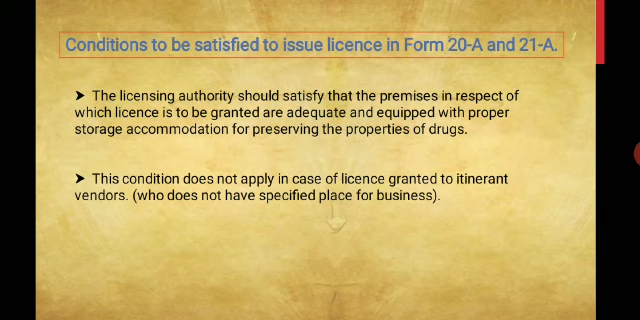 Conditions to be satisfied to issue licence in Form 20-A and 21-A.
➤ The licensing authority should satisfy that the premises in respect of
which licence is to be granted are adequate and equipped with proper
storage accommodation for preserving the properties of drugs.
➤ This condition does not apply in case of licence granted to itinerant
vendors. (who does not have specified place for business).